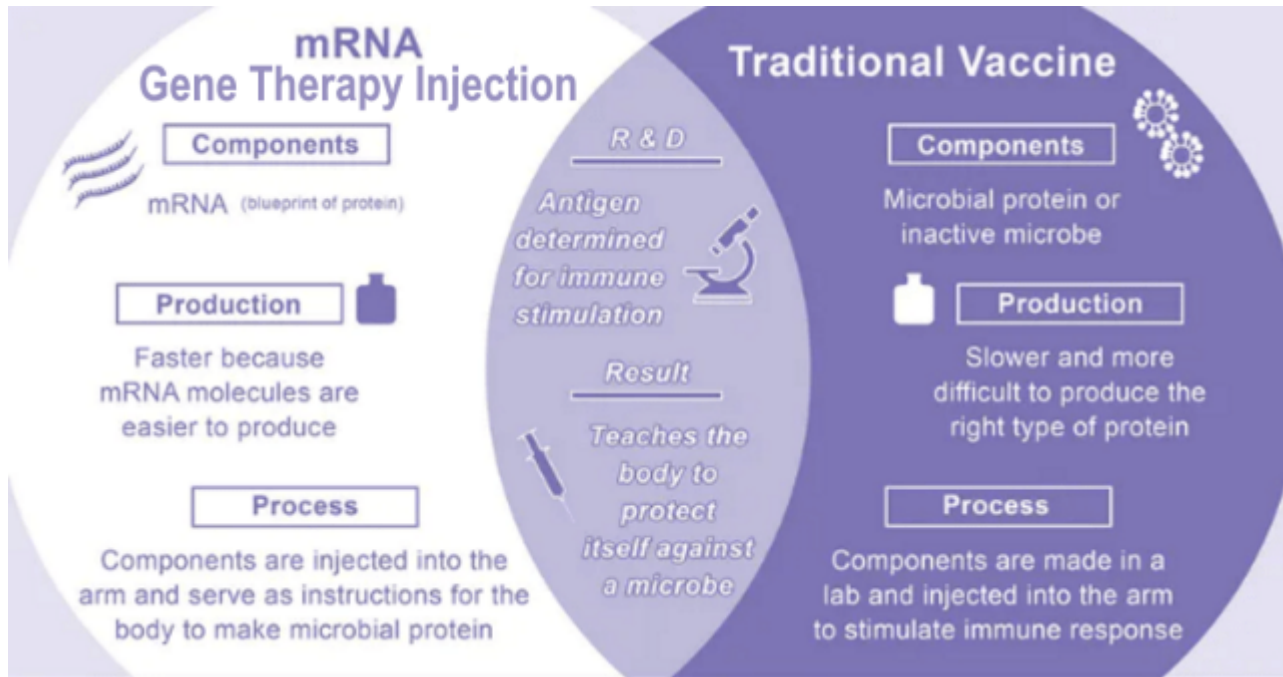 mRNA
Gene Therapy Injection
Components
mRNA (blueprint of protein)
Production
Faster because
mRNA molecules are
easier to produce
Process
Components are injected into the
arm and serve as instructions for the
body to make microbial protein
R & D
Antigen
determined
for immune
stimulation
Result
Teaches the
body to
protect
itself against
a microbe
Traditional Vaccine
Components
Microbial protein or
inactive microbe
Production
Slower and more
difficult to produce the
right type of protein
Process
Components are made in a
lab and injected into the arm
to stimulate immune response